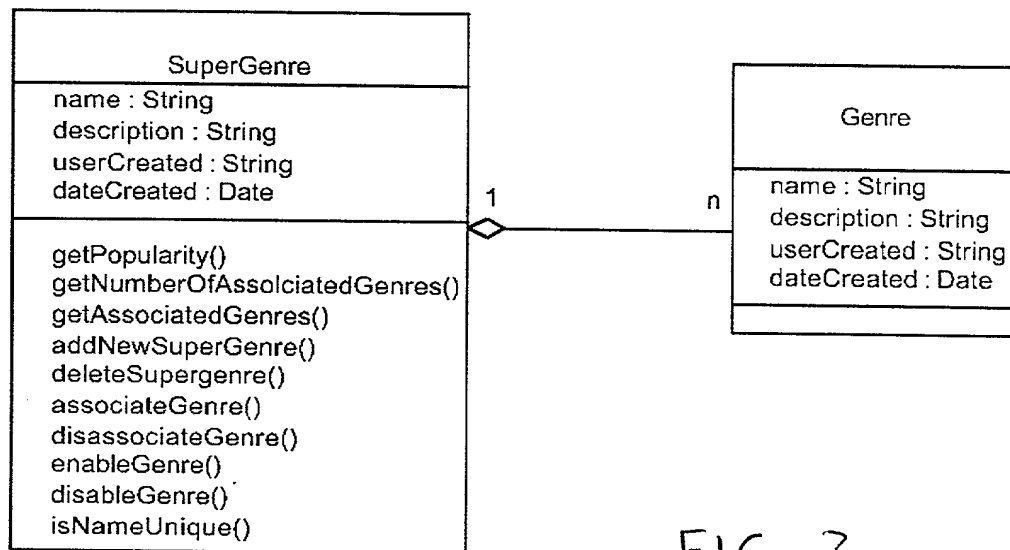 SuperGenre
name : String
description : String
userCreated : String
dateCreated : Date
getPopularity()
getNumberOfAssolciatedGenres()
getAssociatedGenres()
addNewSuperGenre()
deleteSupergenre()
associateGenre()
disassociateGenre()
enableGenre()
disableGenre()
isNameUnique()
1
n
Genre
name : String
description : String
userCreated : String
dateCreated : Date